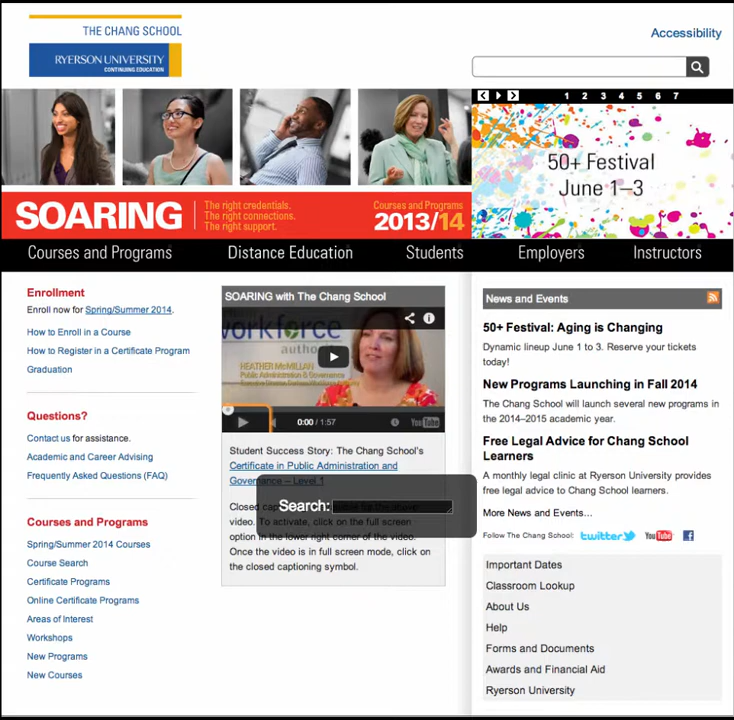 THE CHANG SCHOOL
RYERSON UNIVERSITY
CONTINUING EDUCATION
Accessibility
1 2 3 4 5 6 7
50+ Festival
June 1–3
SOARING
The right credentials.
The right connections.
The right support.
Courses and Programs
2013/14
Courses and Programs Distance Education Students Employers Instructors
Enrollment
Enroll now for Spring/Summer 2014.
How to Enroll in a Course
How to Register in a Certificate Program
Graduation
Questions?
Contact us for assistance.
Academic and Career Advising
Frequently Asked Questions (FAQ)
Courses and Programs
Spring/Summer 2014 Courses
Course Search
Certificate Programs
Online Certificate Programs
Areas of Interest
Workshops
New Programs
New Courses
SOARING with The Chang School
workforce
authority
HEATHER McMILLAN
Public Administration & Governance
0:00 / 1:57
YouTube
Student Success Story: The Chang School's
Certificate in Public Administration and
Governance – Level 1
Search:
Closed
video. To activate, click on the full screen
option in the lower right corner of the video.
Once the video is in full screen mode, click on
the closed captioning symbol.
News and Events
50+ Festival: Aging is Changing
Dynamic lineup June 1 to 3. Reserve your tickets
today!
New Programs Launching in Fall 2014
The Chang School will launch several new programs in
the 2014–2015 academic year.
Free Legal Advice for Chang School
Learners
A monthly legal clinic at Ryerson University provides
free legal advice to Chang School learners.
More News and Events...
Follow The Chang School: twitter YouTube f
Important Dates
Classroom Lookup
About Us
Help
Forms and Documents
Awards and Financial Aid
Ryerson University